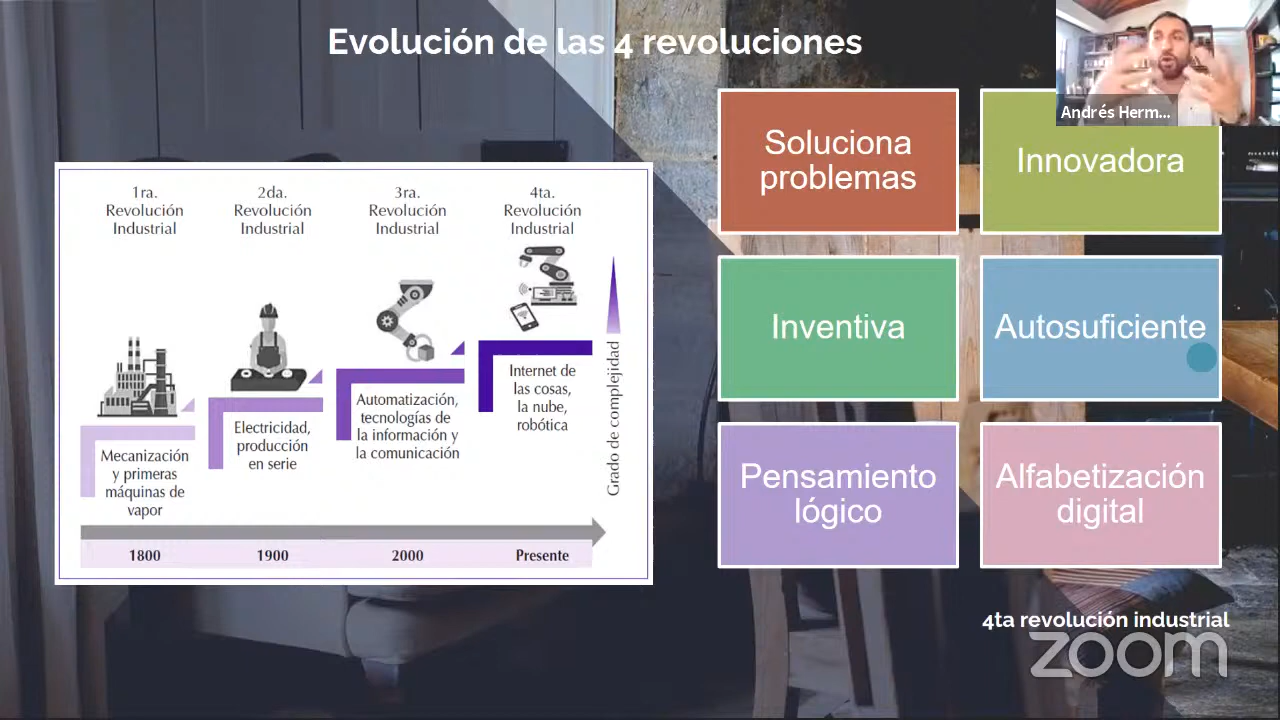 Evolución de las 4 revoluciones
Andrés Herm...
1ra.
Revolución
Industrial
2da.
Revolución
Industrial
3ra.
Revolución
Industrial
4ta.
Revolución
Industrial
Mecanización
y primeras
máquinas de
vapor
Electricidad,
producción
en serie
Automatización,
tecnologías de
la información y
la comunicación
Internet de
las cosas,
la nube,
robótica
Grado de complejidad
1800
1900
2000
Presente
Soluciona
problemas
Innovadora
Inventiva
Autosuficiente
Pensamiento
lógico
Alfabetización
digital
4ta revolución industrial
zoom